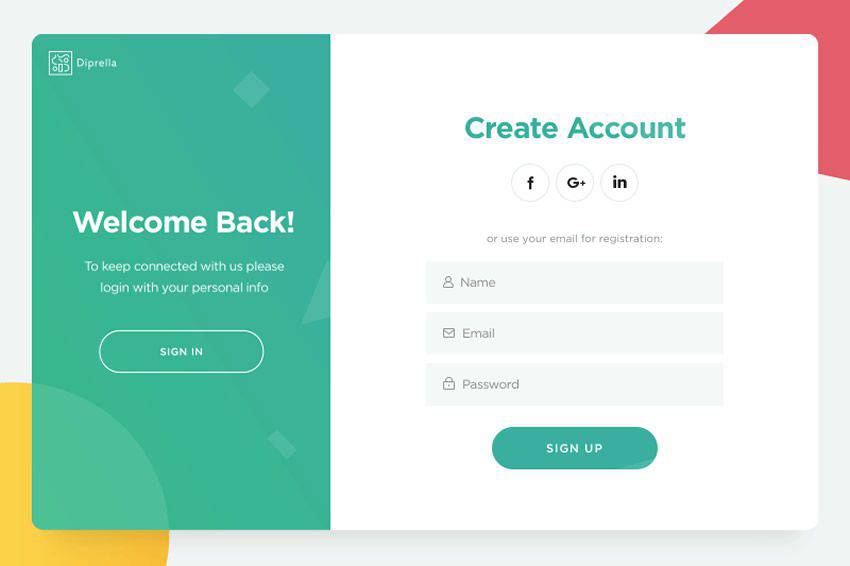 Diprella
Welcome Back!
To keep connected with us please
login with your personal info
SIGN IN
Create Account
f
G+
in
or use your email for registration:
Name
Email
Password
SIGN UP